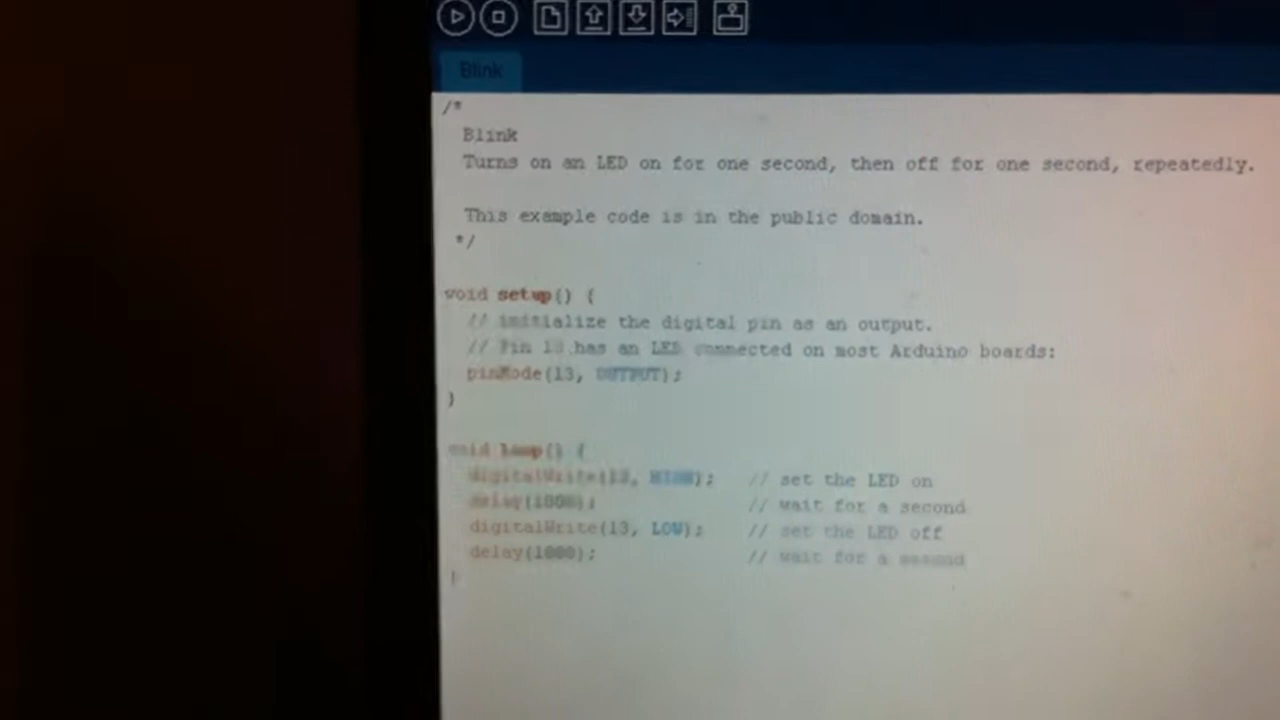 Blink
/*
Blink
Turns on an LED on for one second, then off for one second, repeatedly.
This example code is in the public domain.
*/
void setup() {
// initialize the digital pin as an output.
// Pin 13 has an LED connected on most Arduino boards:
pinMode(13, OUTPUT);
}
void loop() {
digitalWrite(13, HIGH);   // set the LED on
delay(1000);              // wait for a second
digitalWrite(13, LOW);    // set the LED off
delay(1000);              // wait for a second
}